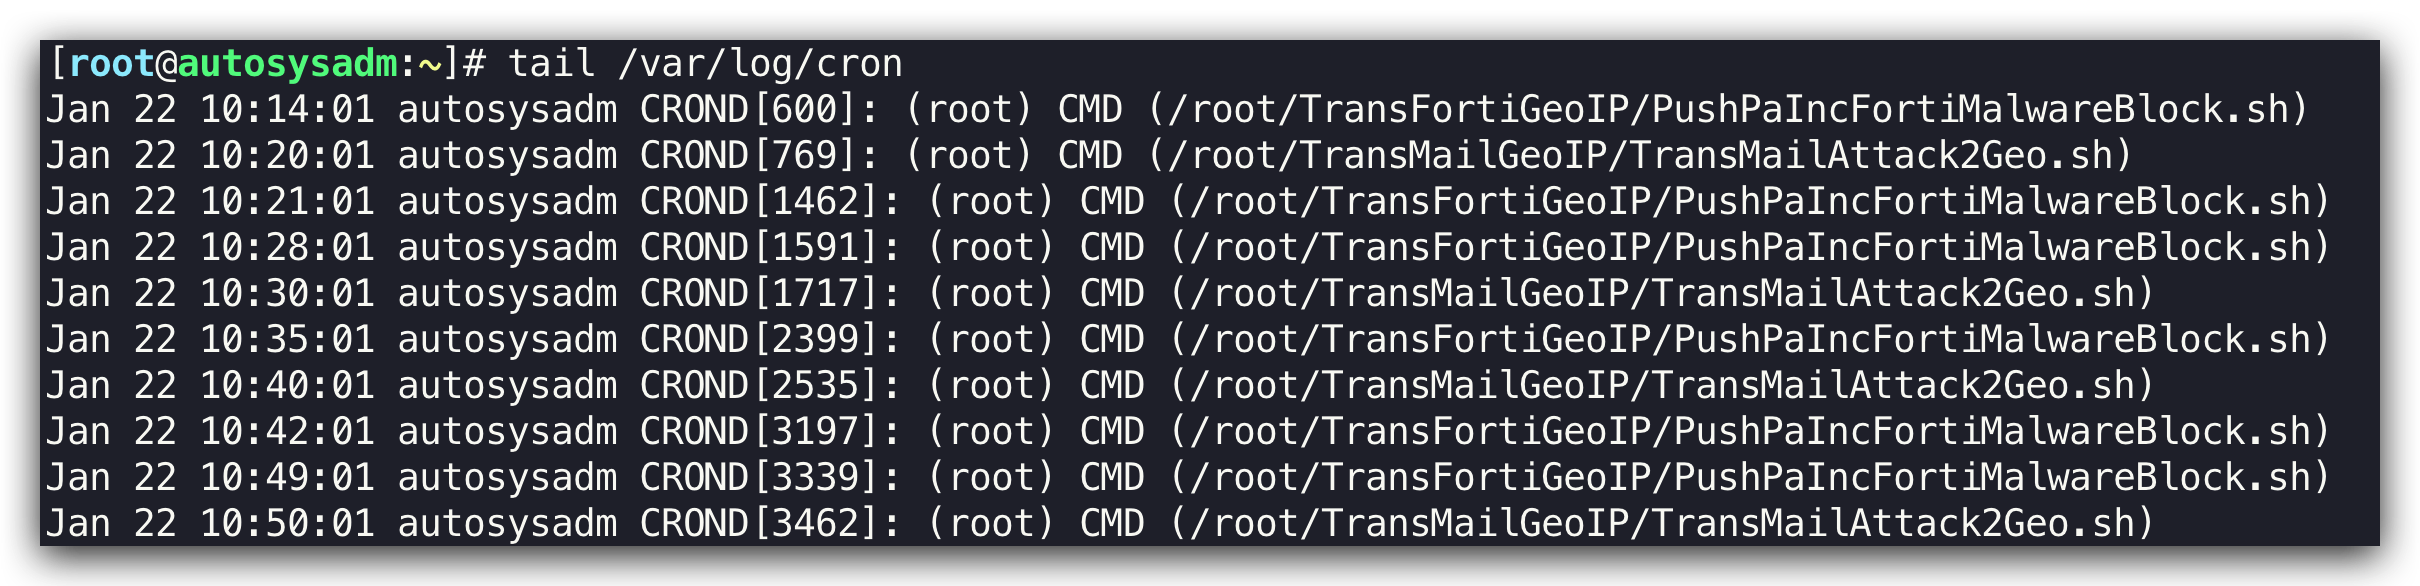 [root@autosysadm:~]# tail /var/log/cron
Jan 22 10:14:01 autosysadm CROND[600]: (root) CMD (/root/TransFortiGeoIP/PushPaIncFortiMalwareBlock.sh)
Jan 22 10:20:01 autosysadm CROND[769]: (root) CMD (/root/TransMailGeoIP/TransMailAttack2Geo.sh)
Jan 22 10:21:01 autosysadm CROND[1462]: (root) CMD (/root/TransFortiGeoIP/PushPaIncFortiMalwareBlock.sh)
Jan 22 10:28:01 autosysadm CROND[1591]: (root) CMD (/root/TransFortiGeoIP/PushPaIncFortiMalwareBlock.sh)
Jan 22 10:30:01 autosysadm CROND[1717]: (root) CMD (/root/TransMailGeoIP/TransMailAttack2Geo.sh)
Jan 22 10:35:01 autosysadm CROND[2399]: (root) CMD (/root/TransFortiGeoIP/PushPaIncFortiMalwareBlock.sh)
Jan 22 10:40:01 autosysadm CROND[2535]: (root) CMD (/root/TransMailGeoIP/TransMailAttack2Geo.sh)
Jan 22 10:42:01 autosysadm CROND[3197]: (root) CMD (/root/TransFortiGeoIP/PushPaIncFortiMalwareBlock.sh)
Jan 22 10:49:01 autosysadm CROND[3339]: (root) CMD (/root/TransFortiGeoIP/PushPaIncFortiMalwareBlock.sh)
Jan 22 10:50:01 autosysadm CROND[3462]: (root) CMD (/root/TransMailGeoIP/TransMailAttack2Geo.sh)